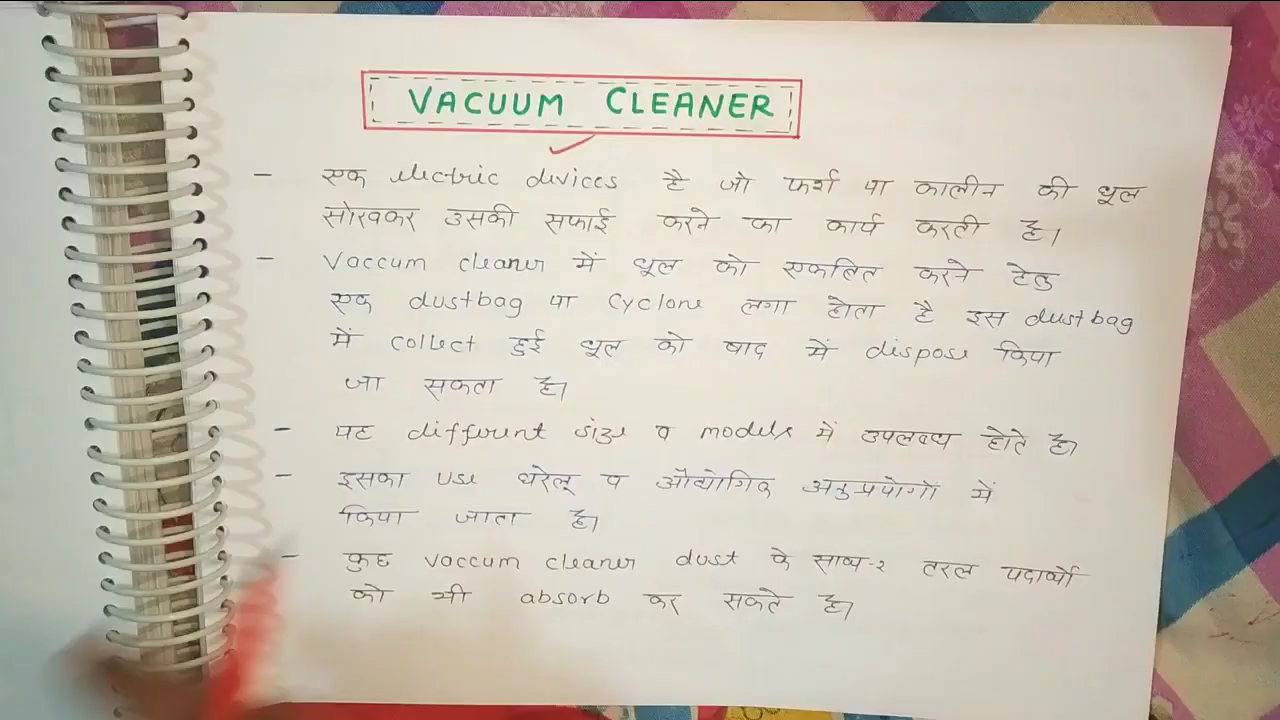 VACUUM CLEANER
- एक electric devices है जो फर्श या कालीन की धूल
सोखकर उसकी सफाई करने का कार्य करती है।
- vaccum cleaner में धूल को एकत्रित करने हेतु
एक dustbag या cyclone लगा होता है इस dustbag
में collect हुई धूल को बाद में dispose किया
जा सकता है।
- यह different size व models में उपलब्ध होते है।
- इसका use घरेलू व औद्योगिक अनुप्रयोगों में
किया जाता है।
- कुछ vaccum cleaner dust के साथ-२ तरल पदार्थो
को भी absorb कर सकते है।